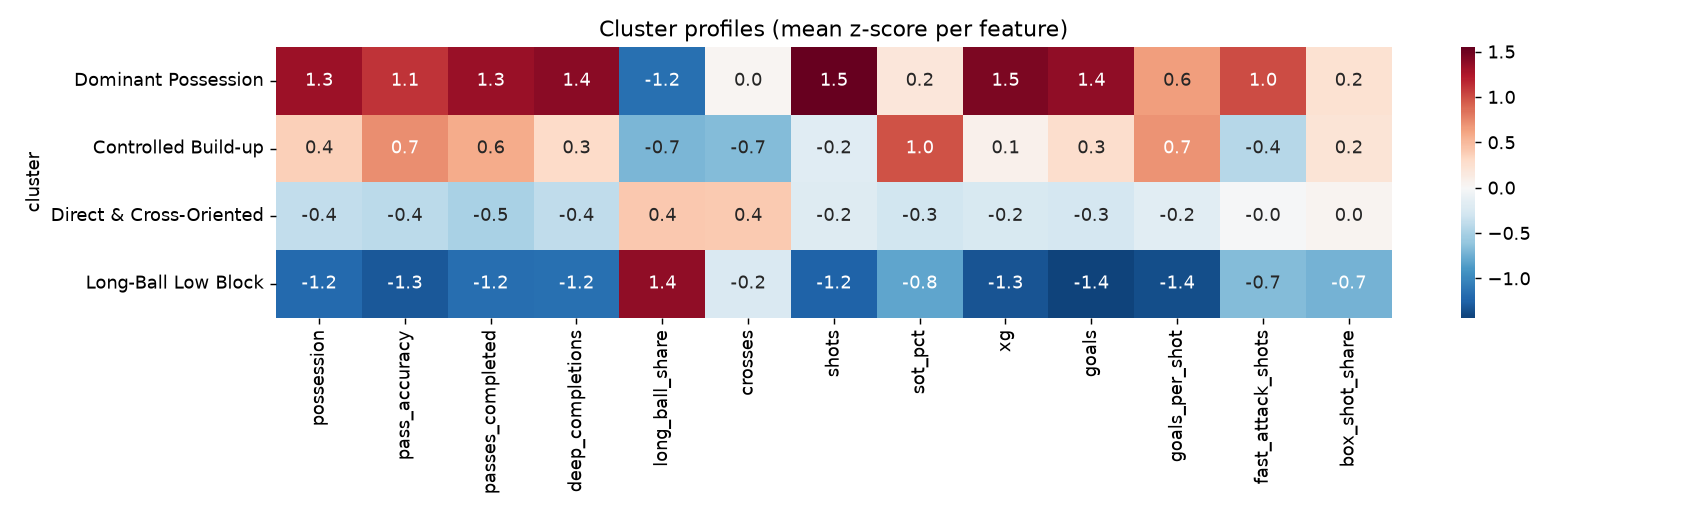 Cluster profiles (mean z-score per feature)
cluster
Dominant Possession 1.3 1.1 1.3 1.4 -1.2 0.0 1.5 0.2 1.5 1.4 0.6 1.0 0.2
Controlled Build-up 0.4 0.7 0.6 0.3 -0.7 -0.7 -0.2 1.0 0.1 0.3 0.7 -0.4 0.2
Direct & Cross-Oriented -0.4 -0.4 -0.5 -0.4 0.4 0.4 -0.2 -0.3 -0.2 -0.3 -0.2 -0.0 0.0
Long-Ball Low Block -1.2 -1.3 -1.2 -1.2 1.4 -0.2 -1.2 -0.8 -1.3 -1.4 -1.4 -0.7 -0.7
possession pass_accuracy passes_completed deep_completions long_ball_share crosses shots sot_pct xg goals goals_per_shot fast_attack_shots box_shot_share
1.5
1.0
0.5
0.0
−0.5
−1.0